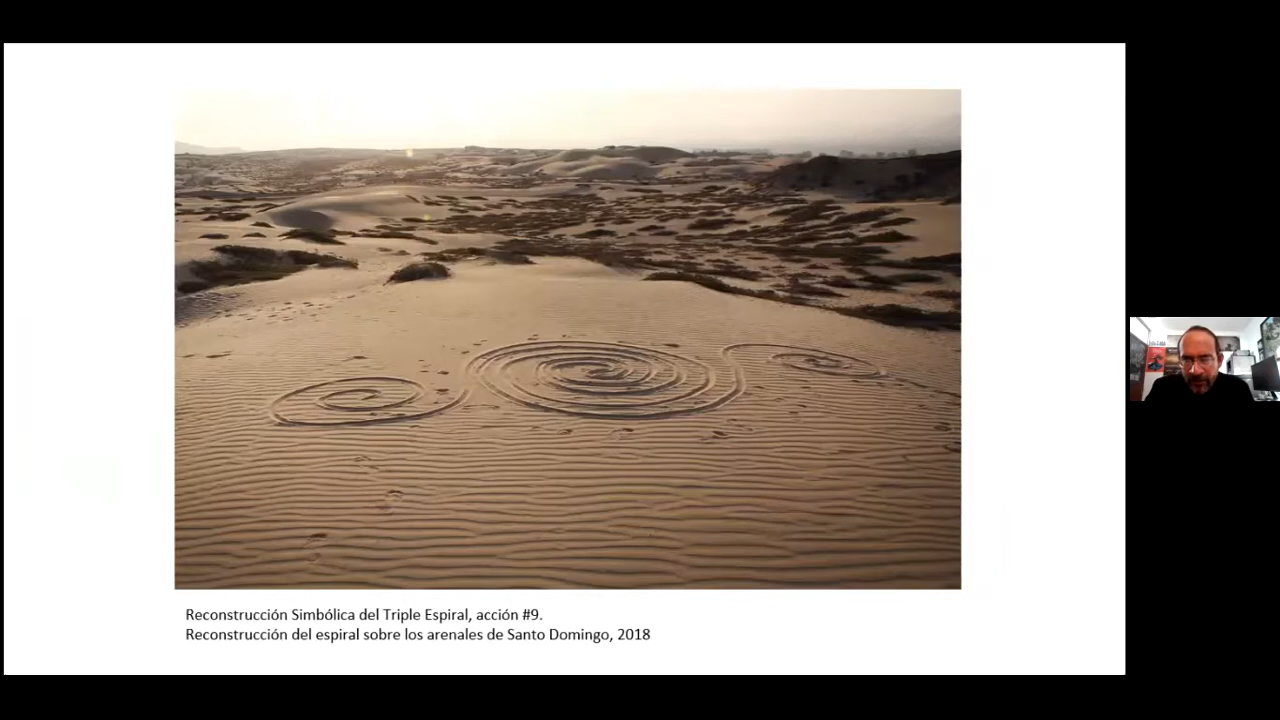 Reconstrucción Simbólica del Triple Espiral, acción #9.
Reconstrucción del espiral sobre los arenales de Santo Domingo, 2018